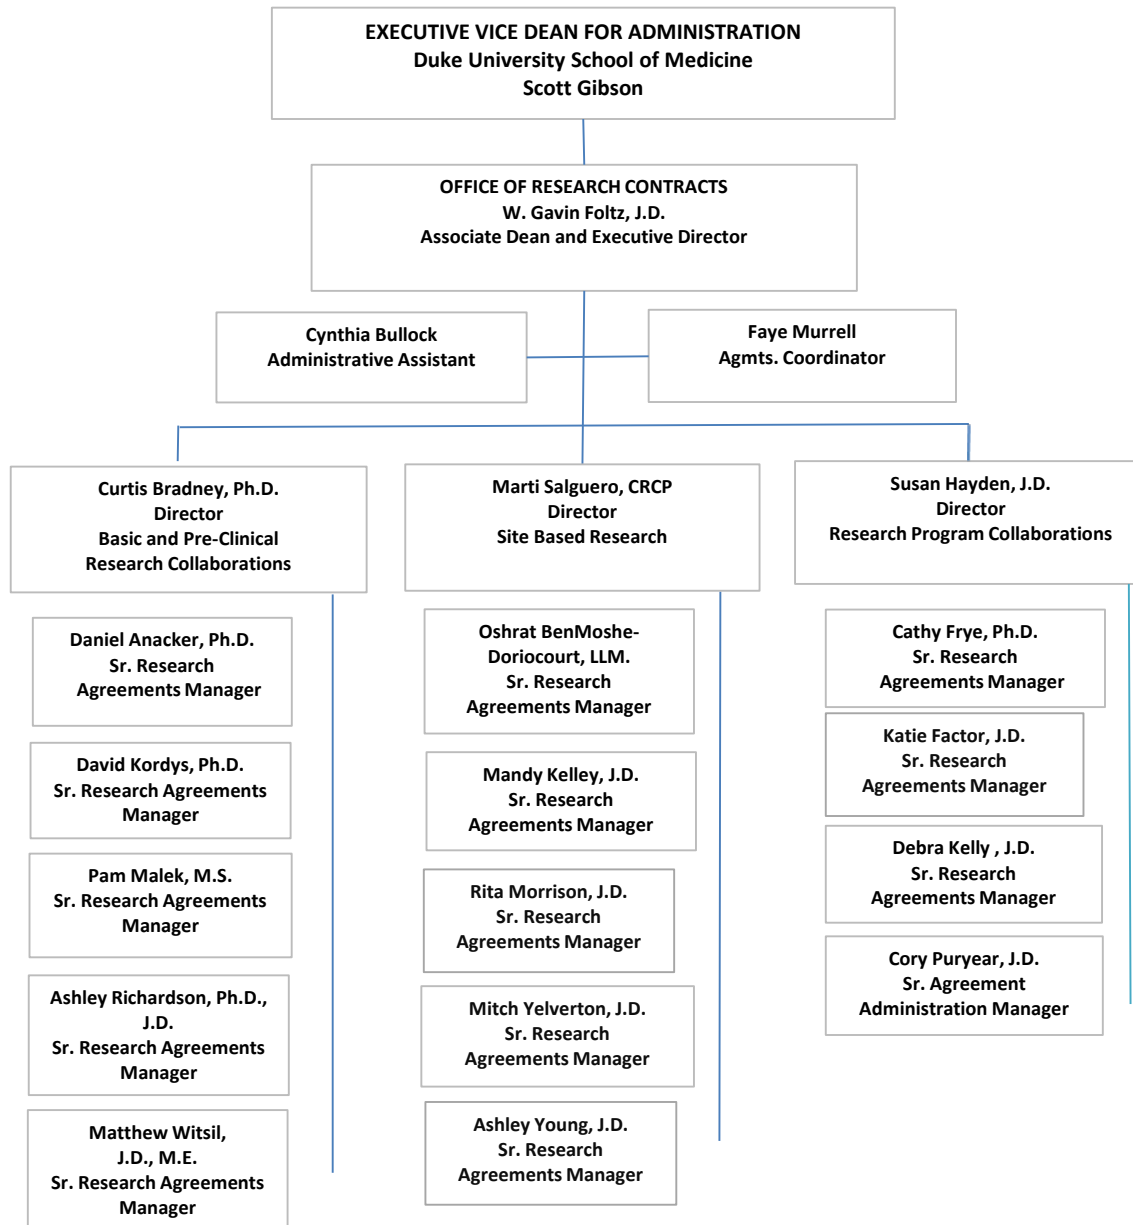 EXECUTIVE VICE DEAN FOR ADMINISTRATION
Duke University School of Medicine
Scott Gibson
OFFICE OF RESEARCH CONTRACTS
W. Gavin Foltz, J.D.
Associate Dean and Executive Director
Cynthia Bullock
Administrative Assistant
Faye Murrell
Agmts. Coordinator
Curtis Bradney, Ph.D.
Director
Basic and Pre-Clinical
Research Collaborations
Daniel Anacker, Ph.D.
Sr. Research
Agreements Manager
David Kordys, Ph.D.
Sr. Research Agreements
Manager
Pam Malek, M.S.
Sr. Research Agreements
Manager
Ashley Richardson, Ph.D.,
J.D.
Sr. Research Agreements
Manager
Matthew Witsil,
J.D., M.E.
Sr. Research Agreements
Manager
Marti Salguero, CRCP
Director
Site Based Research
Oshrat BenMoshe-
Doriocourt, LLM.
Sr. Research
Agreements Manager
Mandy Kelley, J.D.
Sr. Research
Agreements Manager
Rita Morrison, J.D.
Sr. Research
Agreements Manager
Mitch Yelverton, J.D.
Sr. Research
Agreements Manager
Ashley Young, J.D.
Sr. Research
Agreements Manager
Susan Hayden, J.D.
Director
Research Program Collaborations
Cathy Frye, Ph.D.
Sr. Research
Agreements Manager
Katie Factor, J.D.
Sr. Research
Agreements Manager
Debra Kelly , J.D.
Sr. Research
Agreements Manager
Cory Puryear, J.D.
Sr. Agreement
Administration Manager